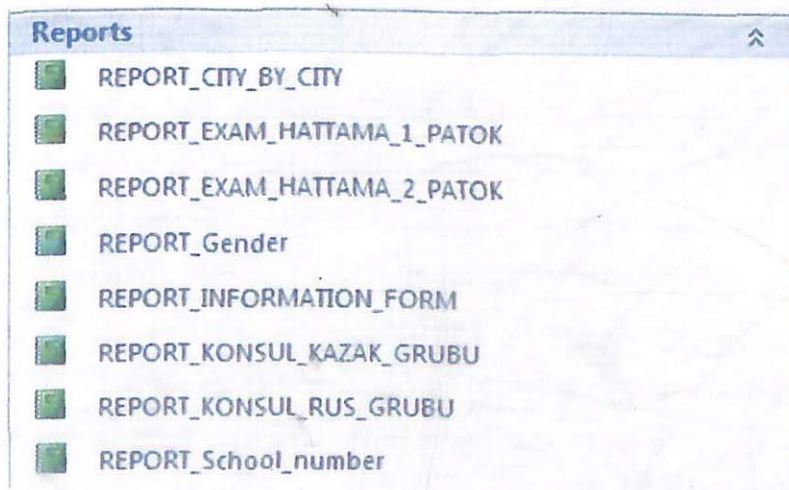 Reports
REPORT_CITY_BY_CITY
REPORT_EXAM_HATTAMA_1_PATOK
REPORT_EXAM_HATTAMA_2_PATOK
REPORT_Gender
REPORT_INFORMATION_FORM
REPORT_KONSUL_KAZAK_GRUBU
REPORT_KONSUL_RUS_GRUBU
REPORT_School_number